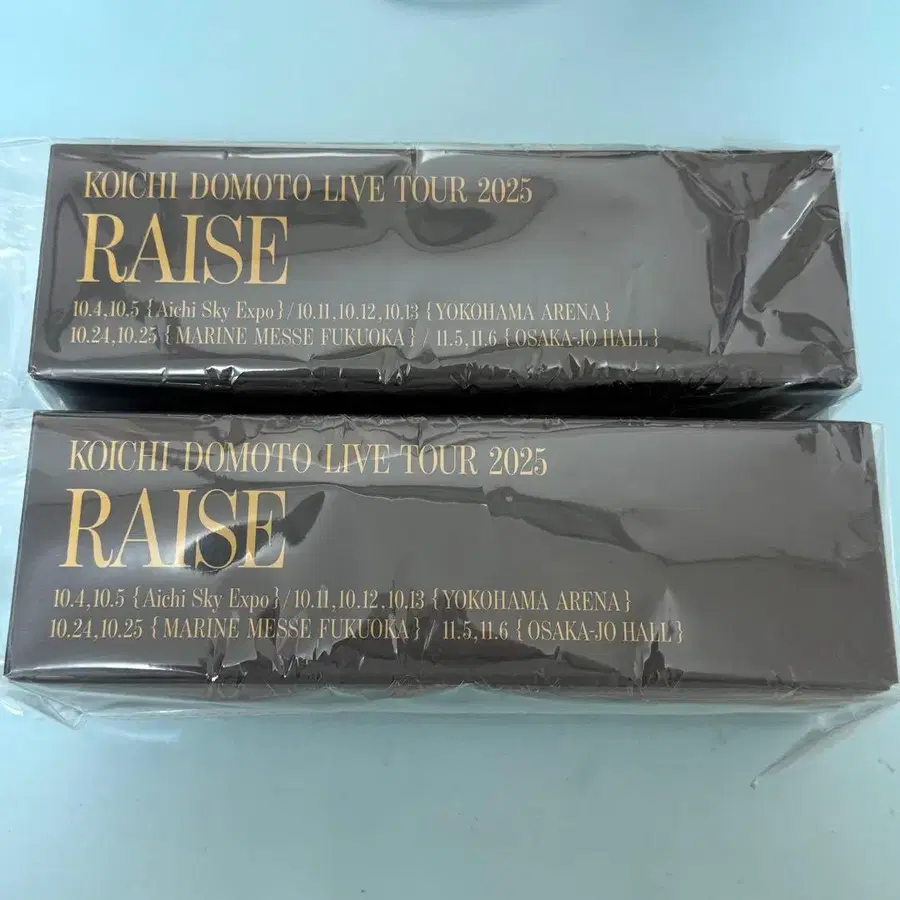 KOICHI DOMOTO LIVE TOUR 2025
RAISE
10.4,10.5 {Aichi Sky Expo}/10.11,10.12,10.13 {YOKOHAMA ARENA}
10.24,10.25 {MARINE MESSE FUKUOKA} / 11.5,11.6 {OSAKA-JO HALL}
KOICHI DOMOTO LIVE TOUR 2025
RAISE
10.4,10.5 {Aichi Sky Expo}/10.11,10.12,10.13 {YOKOHAMA ARENA}
10.24,10.25 {MARINE MESSE FUKUOKA} / 11.5,11.6 {OSAKA-JO HALL}